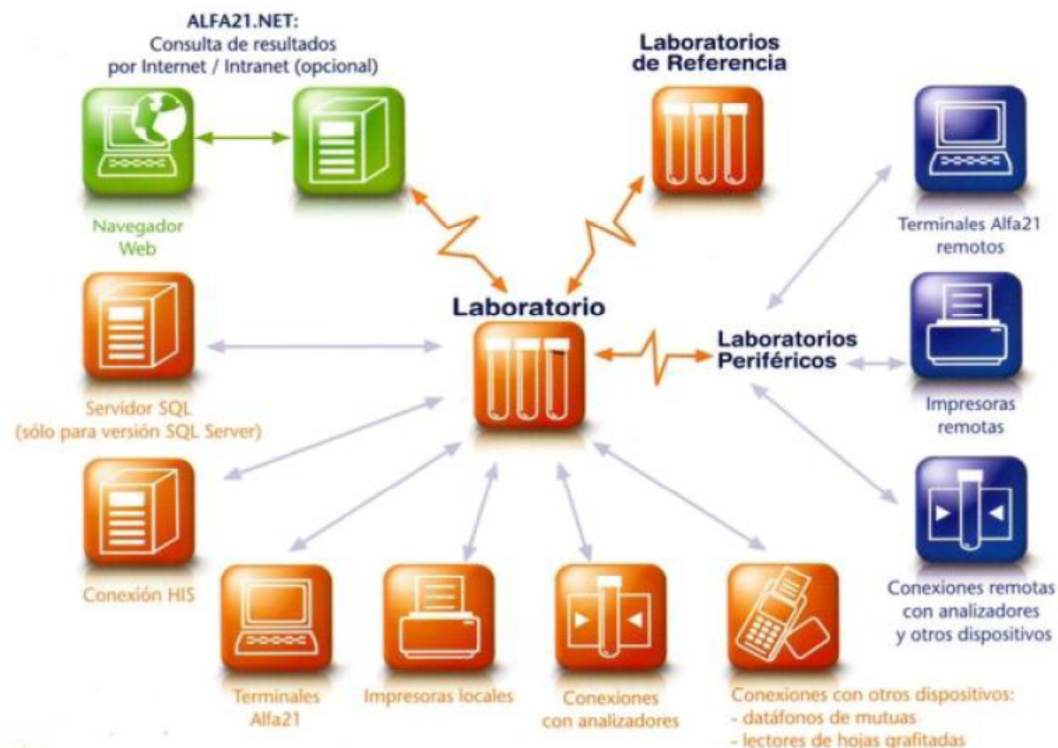 ALFA21.NET:
Consulta de resultados
por Internet / Intranet (opcional)
Laboratorios
de Referencia
Navegador
Web
Terminales Alfa21
remotos
Laboratorio
Laboratorios
Periféricos
Servidor SQL
(sólo para versión SQL Server)
Impresoras
remotas
Conexión HIS
Conexiones remotas
con analizadores
y otros dispositivos
Terminales
Alfa21
Impresoras locales
Conexiones
con analizadores
Conexiones con otros dispositivos:
- datáfonos de mutuas
- lectores de hojas grafitadas